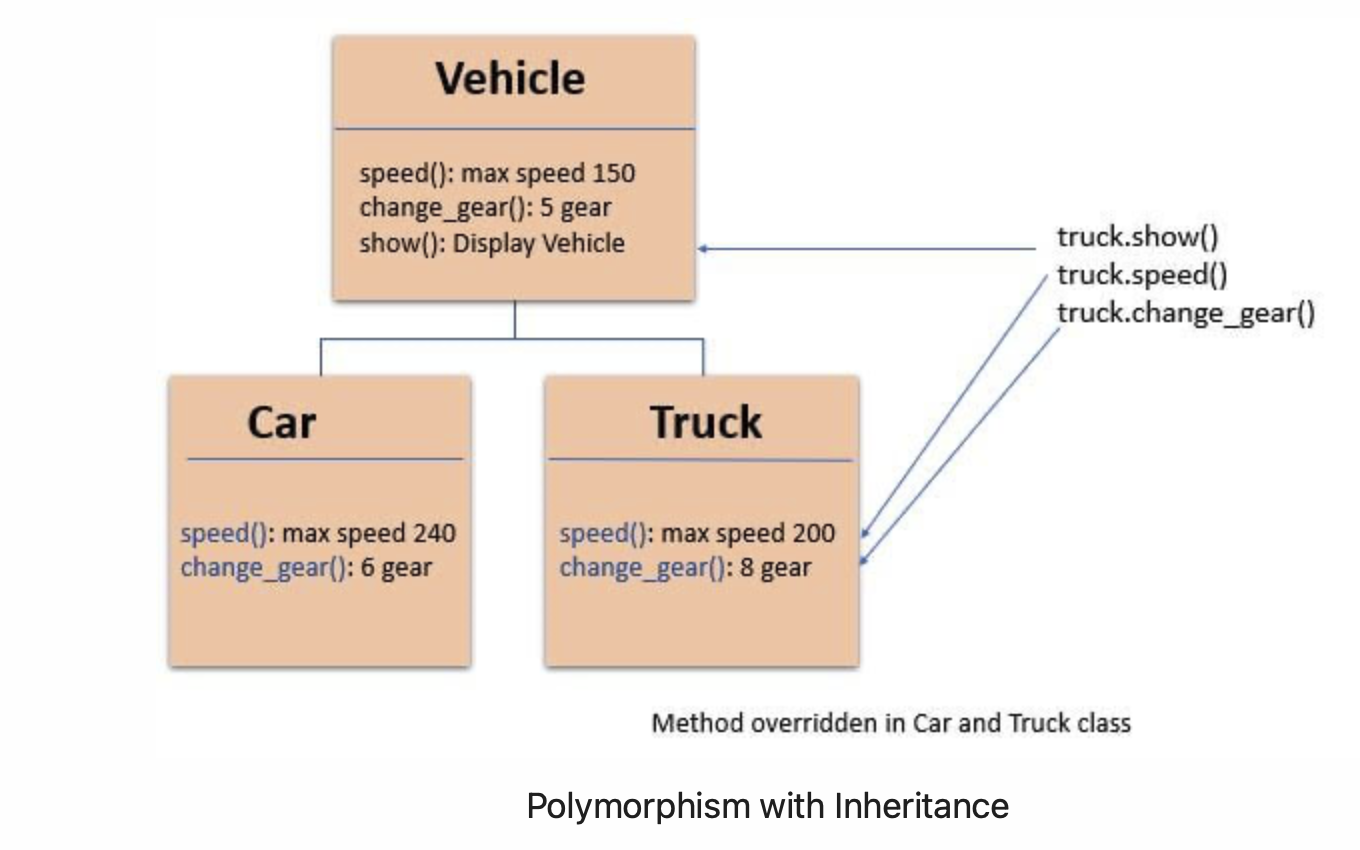 Vehicle
speed(): max speed 150
change_gear(): 5 gear
show(): Display Vehicle
truck.show()
truck.speed()
truck.change_gear()
Car
speed(): max speed 240
change_gear(): 6 gear
Truck
speed(): max speed 200
change_gear(): 8 gear
Method overridden in Car and Truck class
Polymorphism with Inheritance